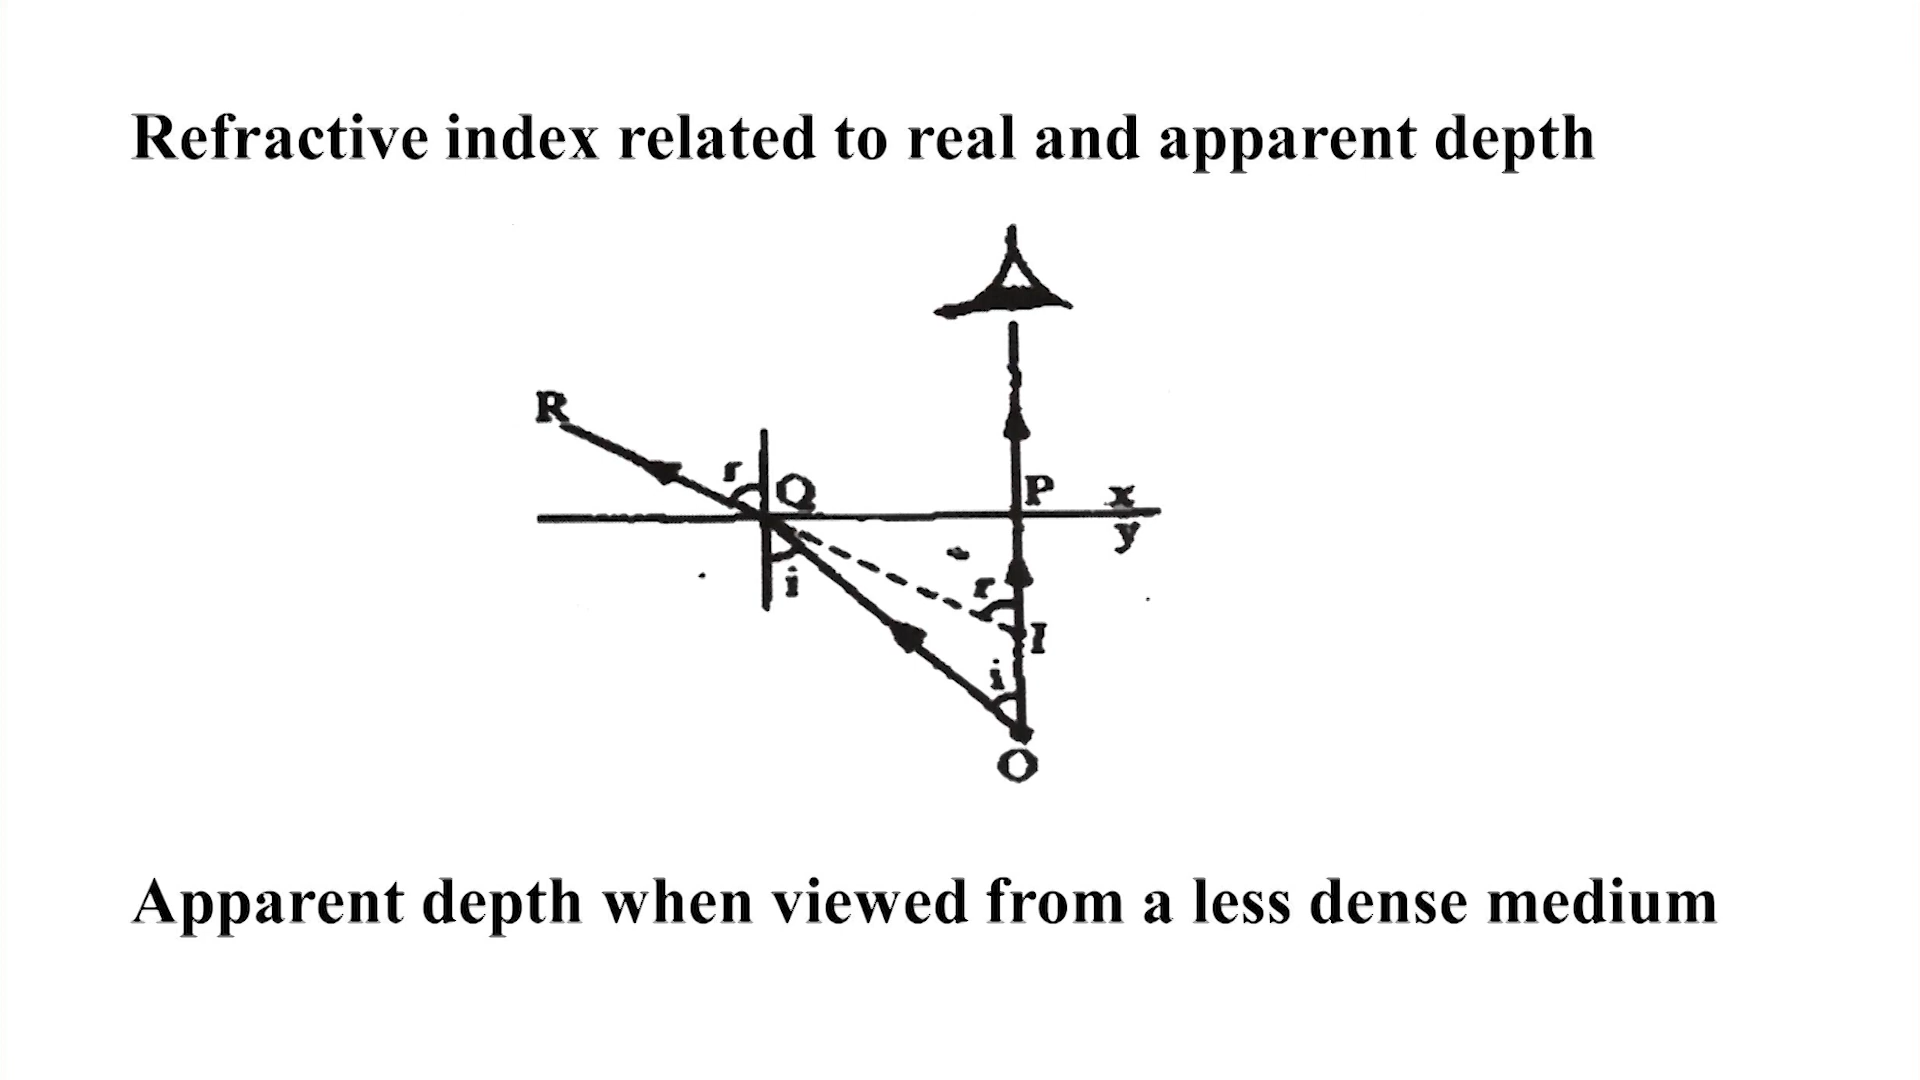 Refractive index related to real and apparent depth
R
r
Q
P
x
y
i
r
I
i
O
Apparent depth when viewed from a less dense medium